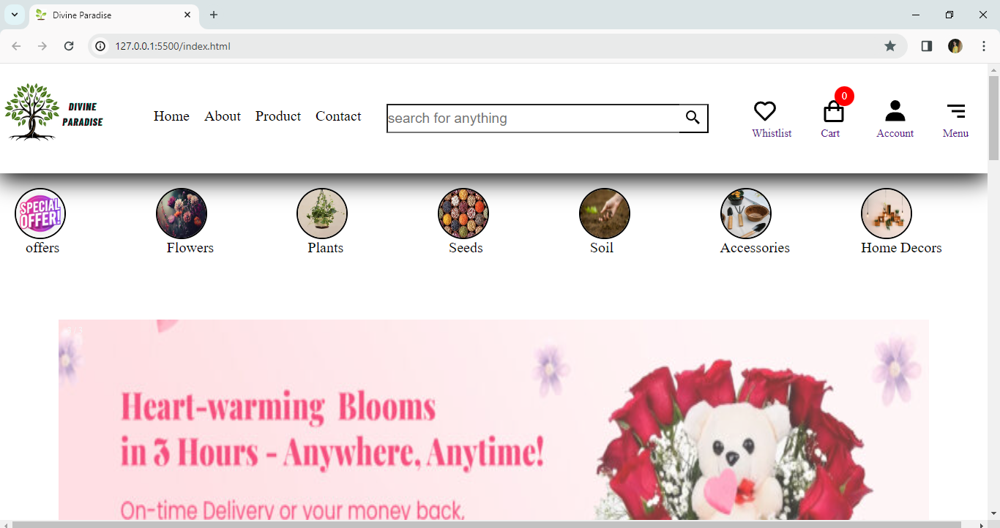 Divine Paradise
127.0.0.1:5500/index.html
DIVINE
PARADISE
Home About Product Contact
search for anything
0
Whistlist Cart Account Menu
SPECIAL
OFFER!
offers Flowers Plants Seeds Soil Accessories Home Decors
Heart-warming Blooms
in 3 Hours - Anywhere, Anytime!
On-time Delivery or your money back.